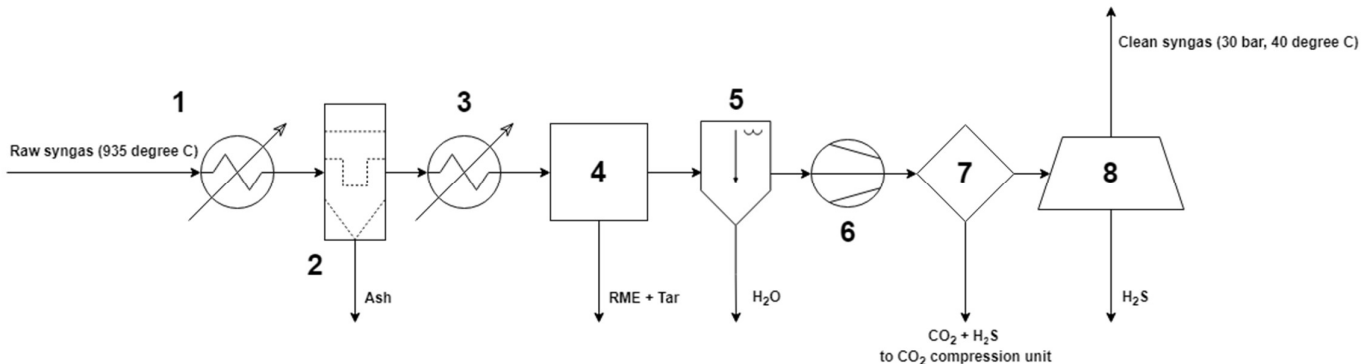 Clean syngas (30 bar, 40 degree C)
1
3
5
Raw syngas (935 degree C)
4
7
8
2
6
Ash
RME + Tar
H₂O
H₂S
CO₂ + H₂S
to CO₂ compression unit